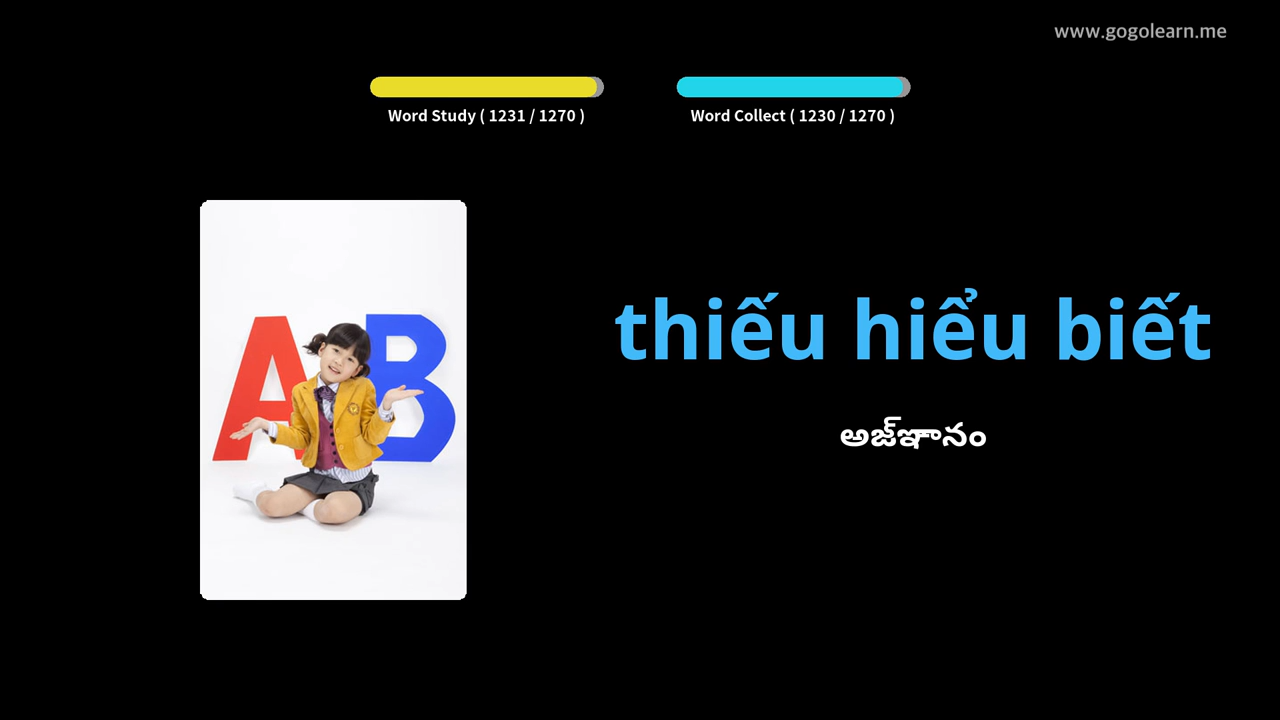 www.gogolearn.me
Word Study ( 1231 / 1270 )
Word Collect ( 1230 / 1270 )
A B
thiếu hiểu biết
అజ్ఞానం